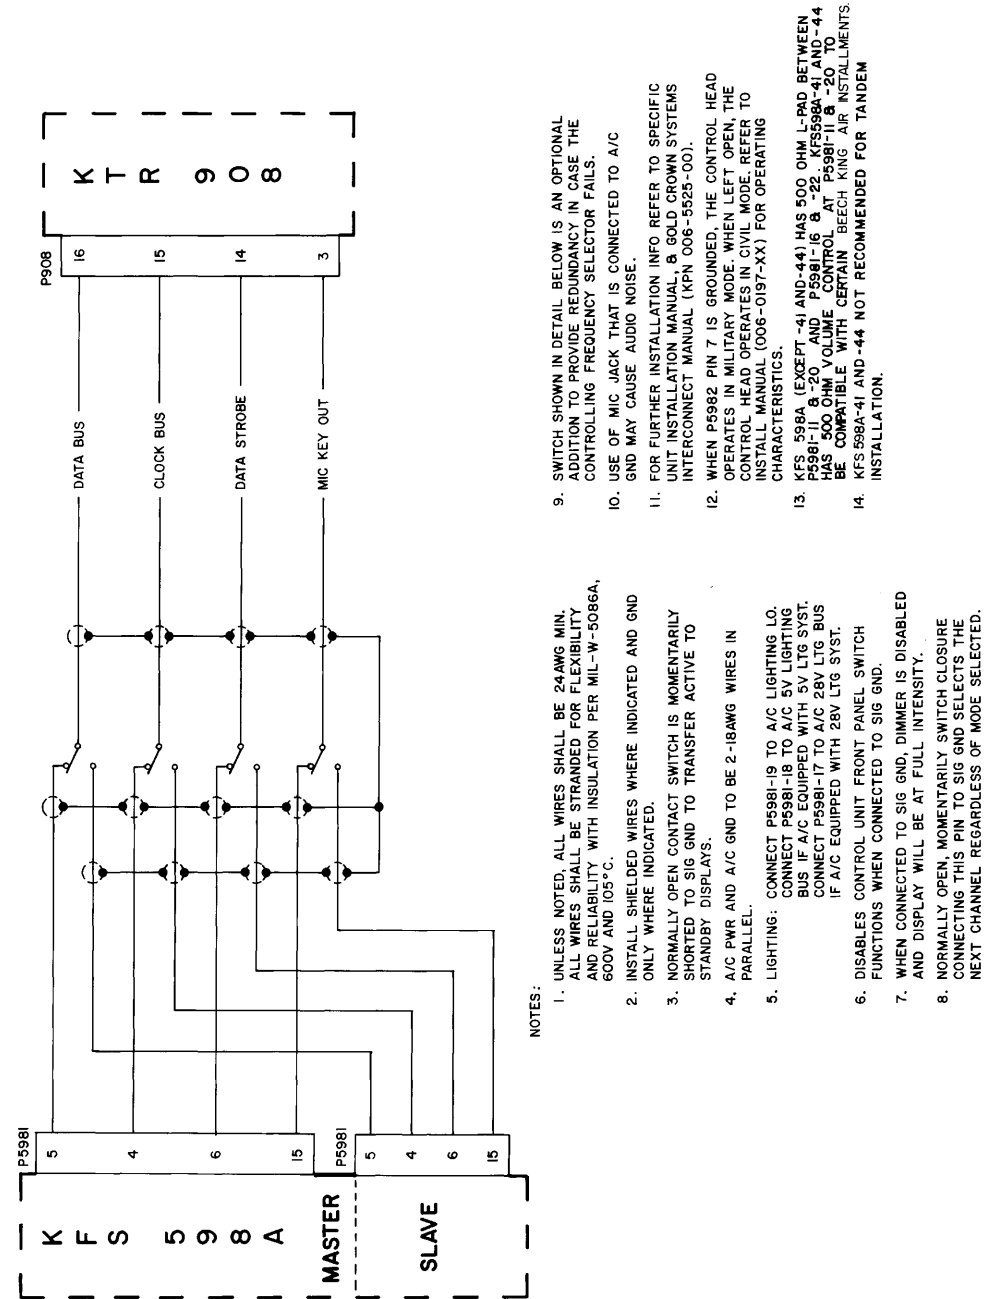 KFS 598A
MASTER
SLAVE
P5981
5
4
6
15
P5981
5
4
6
15
DATA BUS
CLOCK BUS
DATA STROBE
MIC KEY OUT
P908
16
15
14
3
KTR 908
NOTES:
1. UNLESS NOTED, ALL WIRES SHALL BE 24AWG MIN.
ALL WIRES SHALL BE STRANDED FOR FLEXIBILITY
AND RELIABILITY WITH INSULATION PER MIL-W-5086A,
600V AND 105°C.
2. INSTALL SHIELDED WIRES WHERE INDICATED AND GND
ONLY WHERE INDICATED.
3. NORMALLY OPEN CONTACT SWITCH IS MOMENTARILY
SHORTED TO SIG GND TO TRANSFER ACTIVE TO
STANDBY DISPLAYS.
4. A/C PWR AND A/C GND TO BE 2-18AWG WIRES IN
PARALLEL.
5. LIGHTING: CONNECT P5981-19 TO A/C LIGHTING LO.
CONNECT P5981-18 TO A/C 5V LIGHTING
BUS IF A/C EQUIPPED WITH 5V LTG SYST.
CONNECT P5981-17 TO A/C 28V LTG BUS
IF A/C EQUIPPED WITH 28V LTG SYST.
6. DISABLES CONTROL UNIT FRONT PANEL SWITCH
FUNCTIONS WHEN CONNECTED TO SIG GND.
7. WHEN CONNECTED TO SIG GND, DIMMER IS DISABLED
AND DISPLAY WILL BE AT FULL INTENSITY.
8. NORMALLY OPEN, MOMENTARILY SWITCH CLOSURE
CONNECTING THIS PIN TO SIG GND SELECTS THE
NEXT CHANNEL REGARDLESS OF MODE SELECTED.
9. SWITCH SHOWN IN DETAIL BELOW IS AN OPTIONAL
ADDITION TO PROVIDE REDUNDANCY IN CASE THE
CONTROLLING FREQUENCY SELECTOR FAILS.
10. USE OF MIC JACK THAT IS CONNECTED TO A/C
GND MAY CAUSE AUDIO NOISE.
11. FOR FURTHER INSTALLATION INFO REFER TO SPECIFIC
UNIT INSTALLATION MANUAL, & GOLD CROWN SYSTEMS
INTERCONNECT MANUAL (KPN 006-5525-00).
12. WHEN P5982 PIN 7 IS GROUNDED, THE CONTROL HEAD
OPERATES IN MILITARY MODE. WHEN LEFT OPEN, THE
CONTROL HEAD OPERATES IN CIVIL MODE. REFER TO
INSTALL MANUAL (006-0197-XX) FOR OPERATING
CHARACTERISTICS.
13. KFS 598A (EXCEPT -41 AND-44) HAS 500 OHM L-PAD BETWEEN
P5981-11 & -20 AND P5981-16 & -22. KFS598A-41 AND -44
HAS 500 OHM VOLUME CONTROL AT P5981-11 & -20 TO
BE COMPATIBLE WITH CERTAIN BEECH KING AIR INSTALLMENTS.
14. KFS 598A-41 AND -44 NOT RECOMMENDED FOR TANDEM
INSTALLATION.